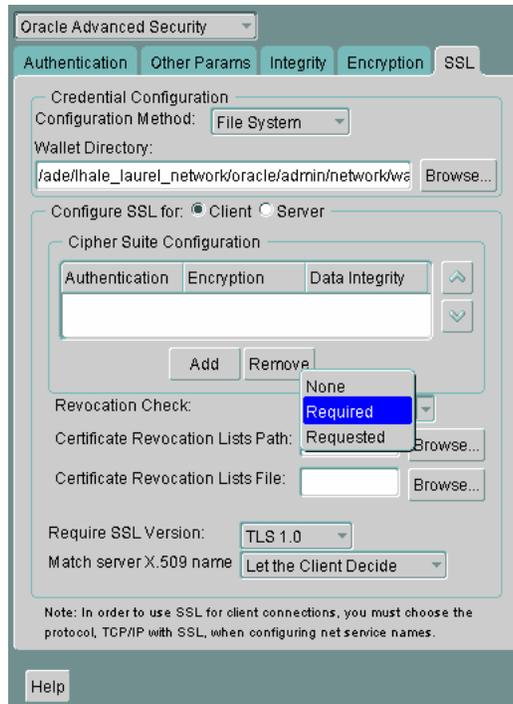 Oracle Advanced Security
Authentication Other Params Integrity Encryption SSL
Credential Configuration
Configuration Method: File System
Wallet Directory:
/ade/lhale_laurel_network/oracle/admin/network/wa Browse...
Configure SSL for: Client Server
Cipher Suite Configuration
Authentication Encryption Data Integrity
Add Remove
None
Revocation Check: Required
Certificate Revocation Lists Path: Requested Browse...
Certificate Revocation Lists File: Browse...
Require SSL Version: TLS 1.0
Match server X.509 name Let the Client Decide
Note: In order to use SSL for client connections, you must choose the
protocol, TCP/IP with SSL, when configuring net service names.
Help